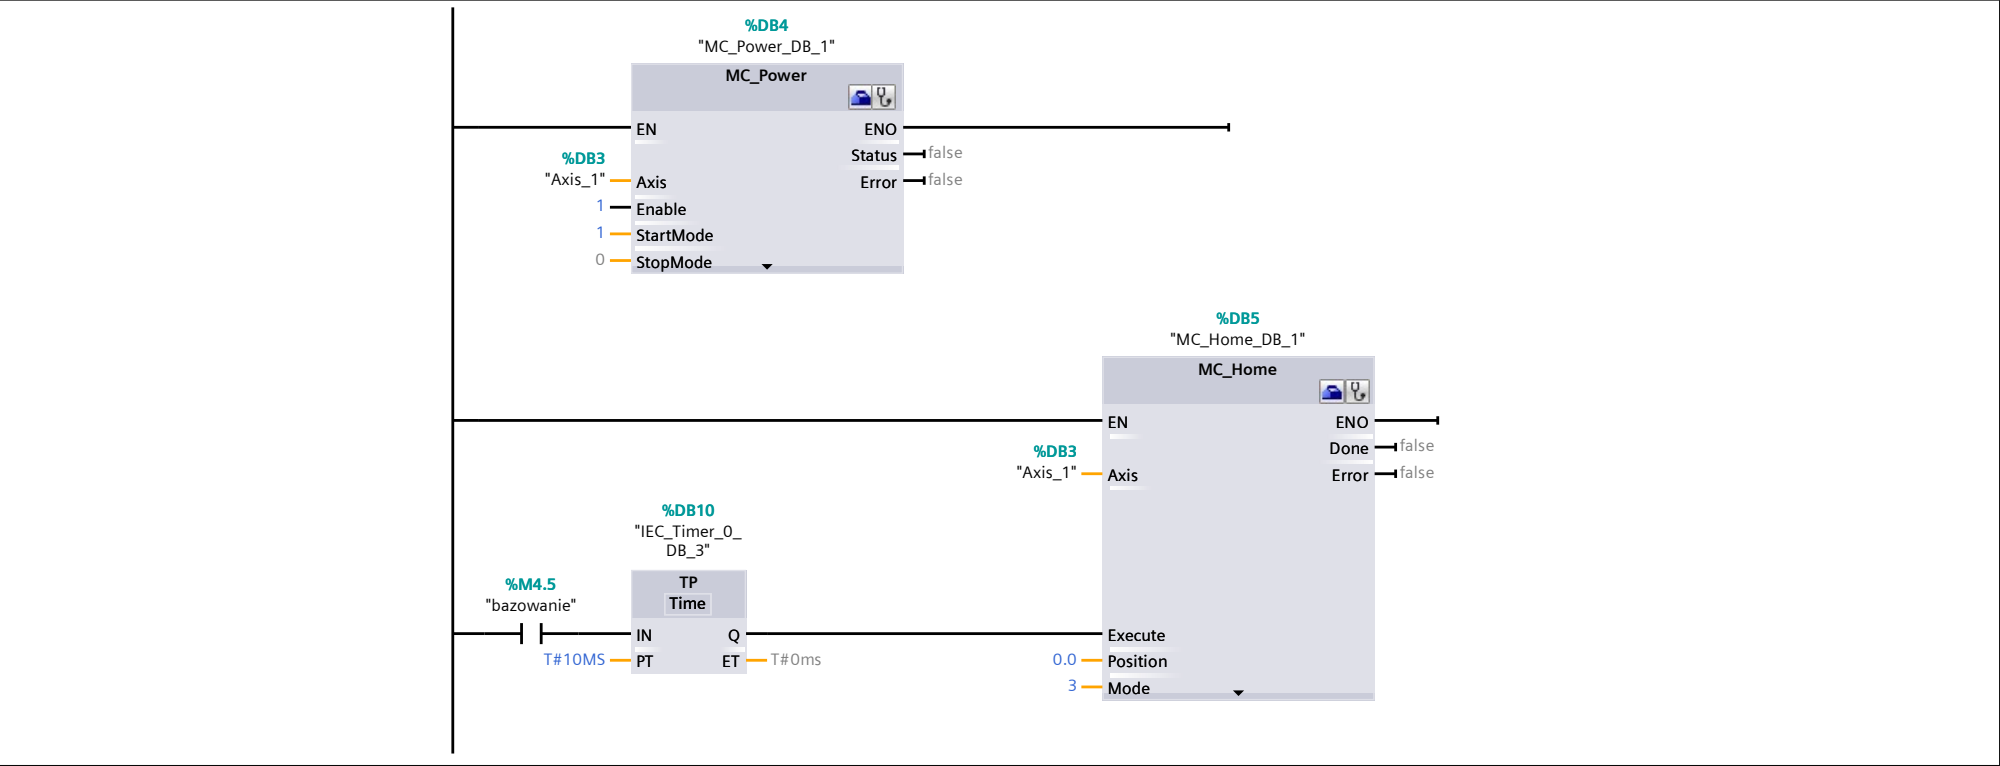 %DB4
"MC_Power_DB_1"
MC_Power
EN ENO
Status false
%DB3
"Axis_1" Axis Error false
1 Enable
1 StartMode
0 StopMode
%DB5
"MC_Home_DB_1"
MC_Home
EN ENO
Done false
%DB3
"Axis_1" Axis Error false
%DB10
"IEC_Timer_0_
DB_3"
%M4.5
"bazowanie"
TP
Time
IN Q Execute
T#10MS PT ET T#0ms
0.0 Position
3 Mode